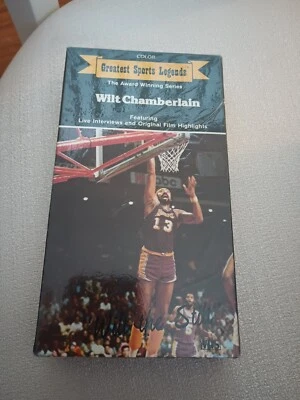 COLOR
Greatest Sports Legends
The Award Winning Series
Wilt Chamberlain
Featuring
Live Interviews and Original Film Highlights
abc
13
VHS